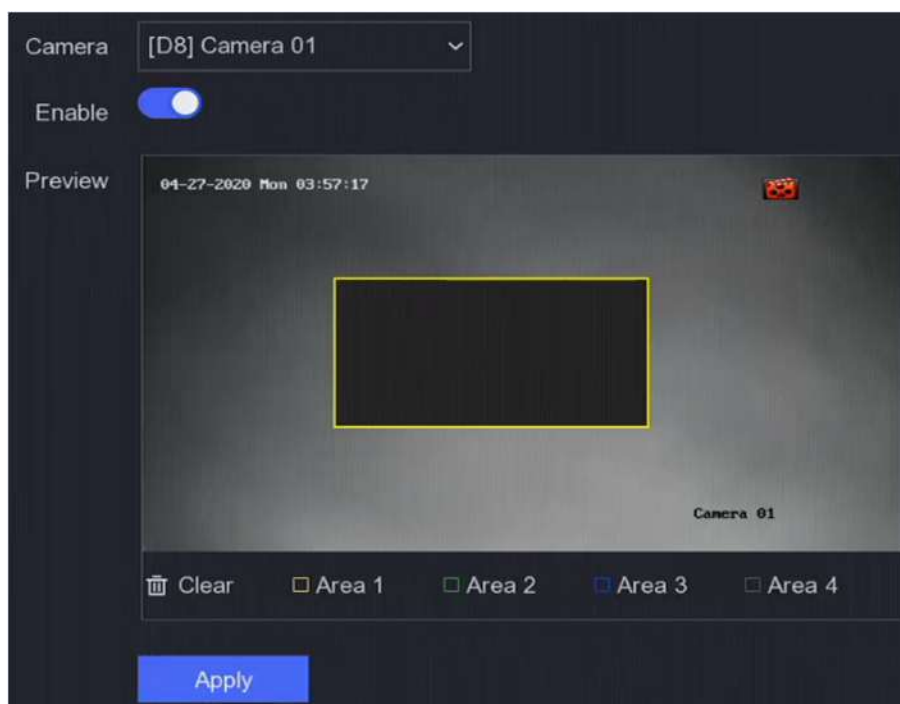 Camera [D8] Camera 01
Enable
Preview
04-27-2020 Mon 03:57:17
Camera 01
Clear Area 1 Area 2 Area 3 Area 4
Apply